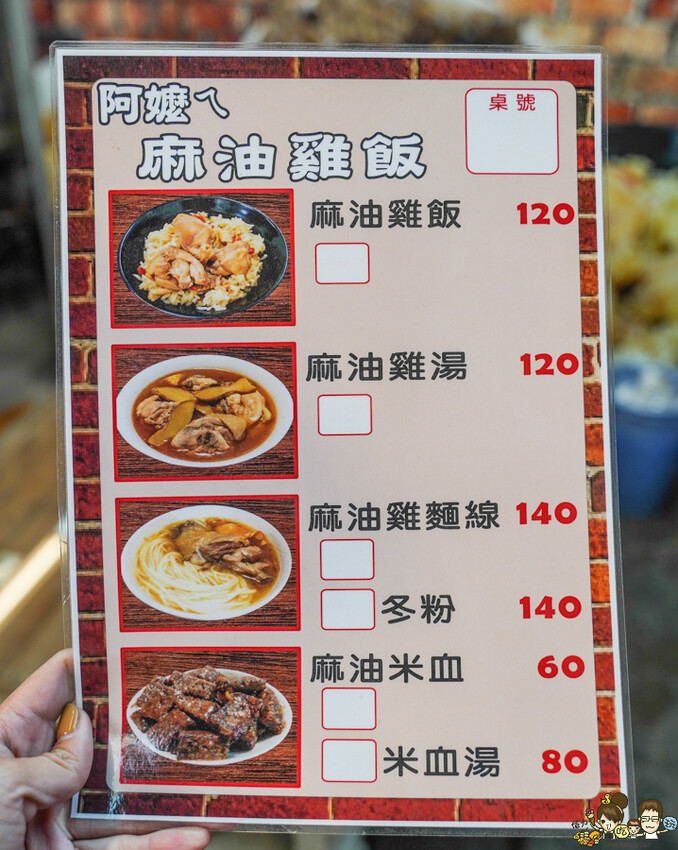 阿嬤ㄟ
麻油雞飯
桌號
麻油雞飯 120
麻油雞湯 120
麻油雞麵線 140
冬粉 140
麻油米血 60
米血湯 80